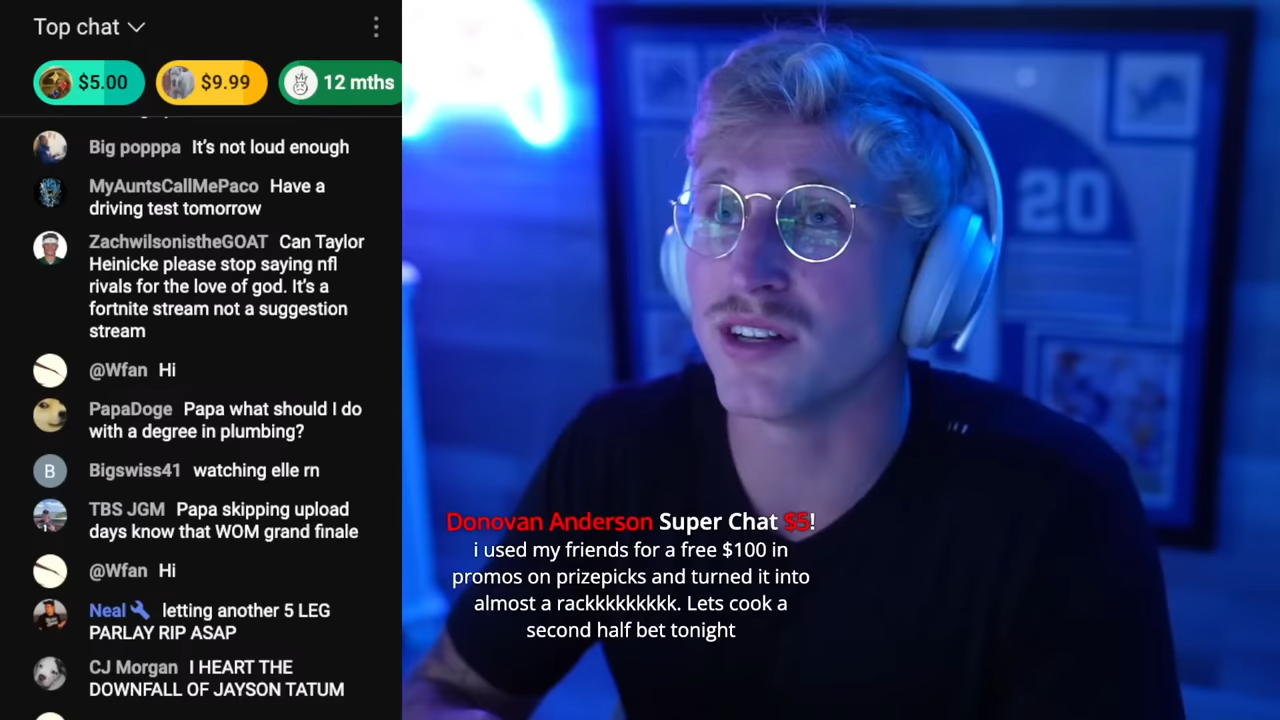 Top chat
$5.00
$9.99
12 mths
Big popppa It's not loud enough
MyAuntsCallMePaco Have a
driving test tomorrow
ZachwilsonistheGOAT Can Taylor
Heinicke please stop saying nfl
rivals for the love of god. It's a
fortnite stream not a suggestion
stream
@Wfan Hi
PapaDoge Papa what should I do
with a degree in plumbing?
B
Bigswiss41 watching elle rn
TBS JGM Papa skipping upload
days know that WOM grand finale
@Wfan Hi
Neal letting another 5 LEG
PARLAY RIP ASAP
CJ Morgan I HEART THE
DOWNFALL OF JAYSON TATUM
20
Donovan Anderson Super Chat $5!
i used my friends for a free $100 in
promos on prizepicks and turned it into
almost a rackkkkkkkkk. Lets cook a
second half bet tonight